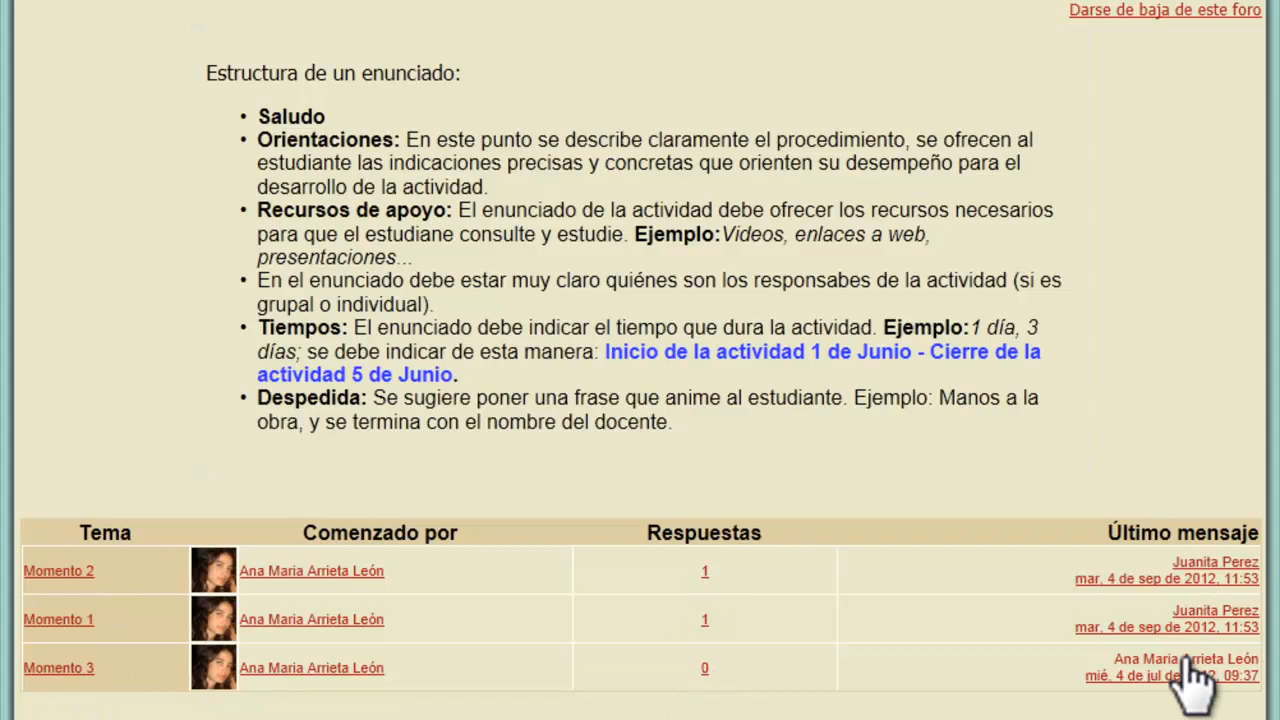 Darse de baja de este foro
Estructura de un enunciado:
• Saludo
• Orientaciones: En este punto se describe claramente el procedimiento, se ofrecen al
estudiante las indicaciones precisas y concretas que orienten su desempeño para el
desarrollo de la actividad.
• Recursos de apoyo: El enunciado de la actividad debe ofrecer los recursos necesarios
para que el estudiane consulte y estudie. Ejemplo:Videos, enlaces a web,
presentaciones...
• En el enunciado debe estar muy claro quiénes son los responsabes de la actividad (si es
grupal o individual).
• Tiempos: El enunciado debe indicar el tiempo que dura la actividad. Ejemplo:1 día, 3
días; se debe indicar de esta manera: Inicio de la actividad 1 de Junio - Cierre de la
actividad 5 de Junio.
• Despedida: Se sugiere poner una frase que anime al estudiante. Ejemplo: Manos a la
obra, y se termina con el nombre del docente.
Tema Comenzado por Respuestas Último mensaje
Momento 2 Ana Maria Arrieta León 1 Juanita Perez
mar, 4 de sep de 2012, 11:53
Momento 1 Ana Maria Arrieta León 1 Juanita Perez
mar, 4 de sep de 2012, 11:53
Momento 3 Ana Maria Arrieta León 0 Ana Maria Arrieta León
mié, 4 de jul de 09:37